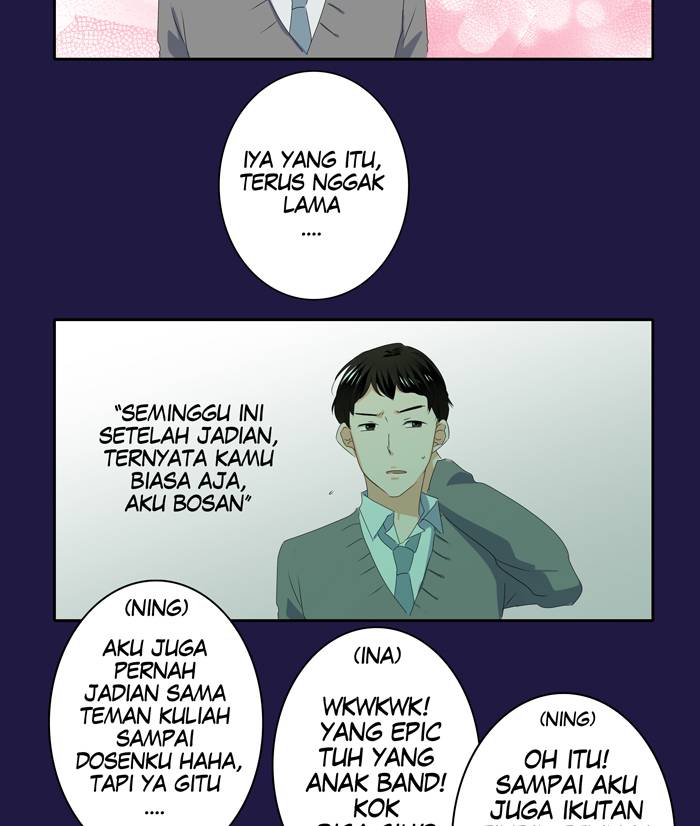 IYA YANG ITU,
TERUS NGGAK
LAMA
....
"SEMINGGU INI
SETELAH JADIAN,
TERNYATA KAMU
BIASA AJA,
AKU BOSAN"
(NING)
AKU JUGA
PERNAH
JADIAN SAMA
TEMAN KULIAH
SAMPAI
DOSENKU HAHA,
TAPI YA GITU
....
(INA)
WKWKWK!
YANG EPIC
TUH YANG
ANAK BAND!
KOK
(NING)
OH ITU!
SAMPAI AKU
JUGA IKUTAN